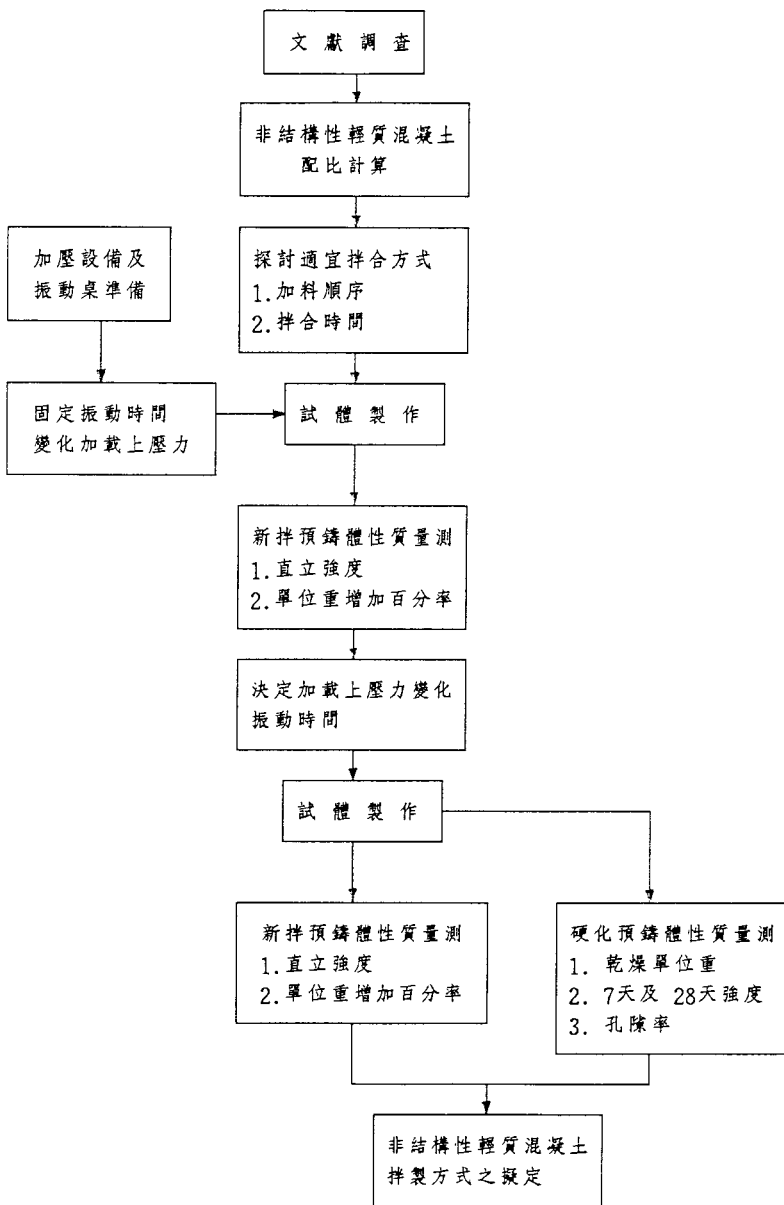 文獻調查
非結構性輕質混凝土
配比計算
加壓設備及
振動桌準備
探討適宜拌合方式
1.加料順序
2.拌合時間
固定振動時間
變化加載上壓力
試體製作
新拌預鑄體性質量測
1.直立強度
2.單位重增加百分率
決定加載上壓力變化
振動時間
試體製作
新拌預鑄體性質量測
1.直立強度
2.單位重增加百分率
硬化預鑄體性質量測
1. 乾燥單位重
2. 7天及 28天強度
3. 孔隙率
非結構性輕質混凝土
拌製方式之擬定